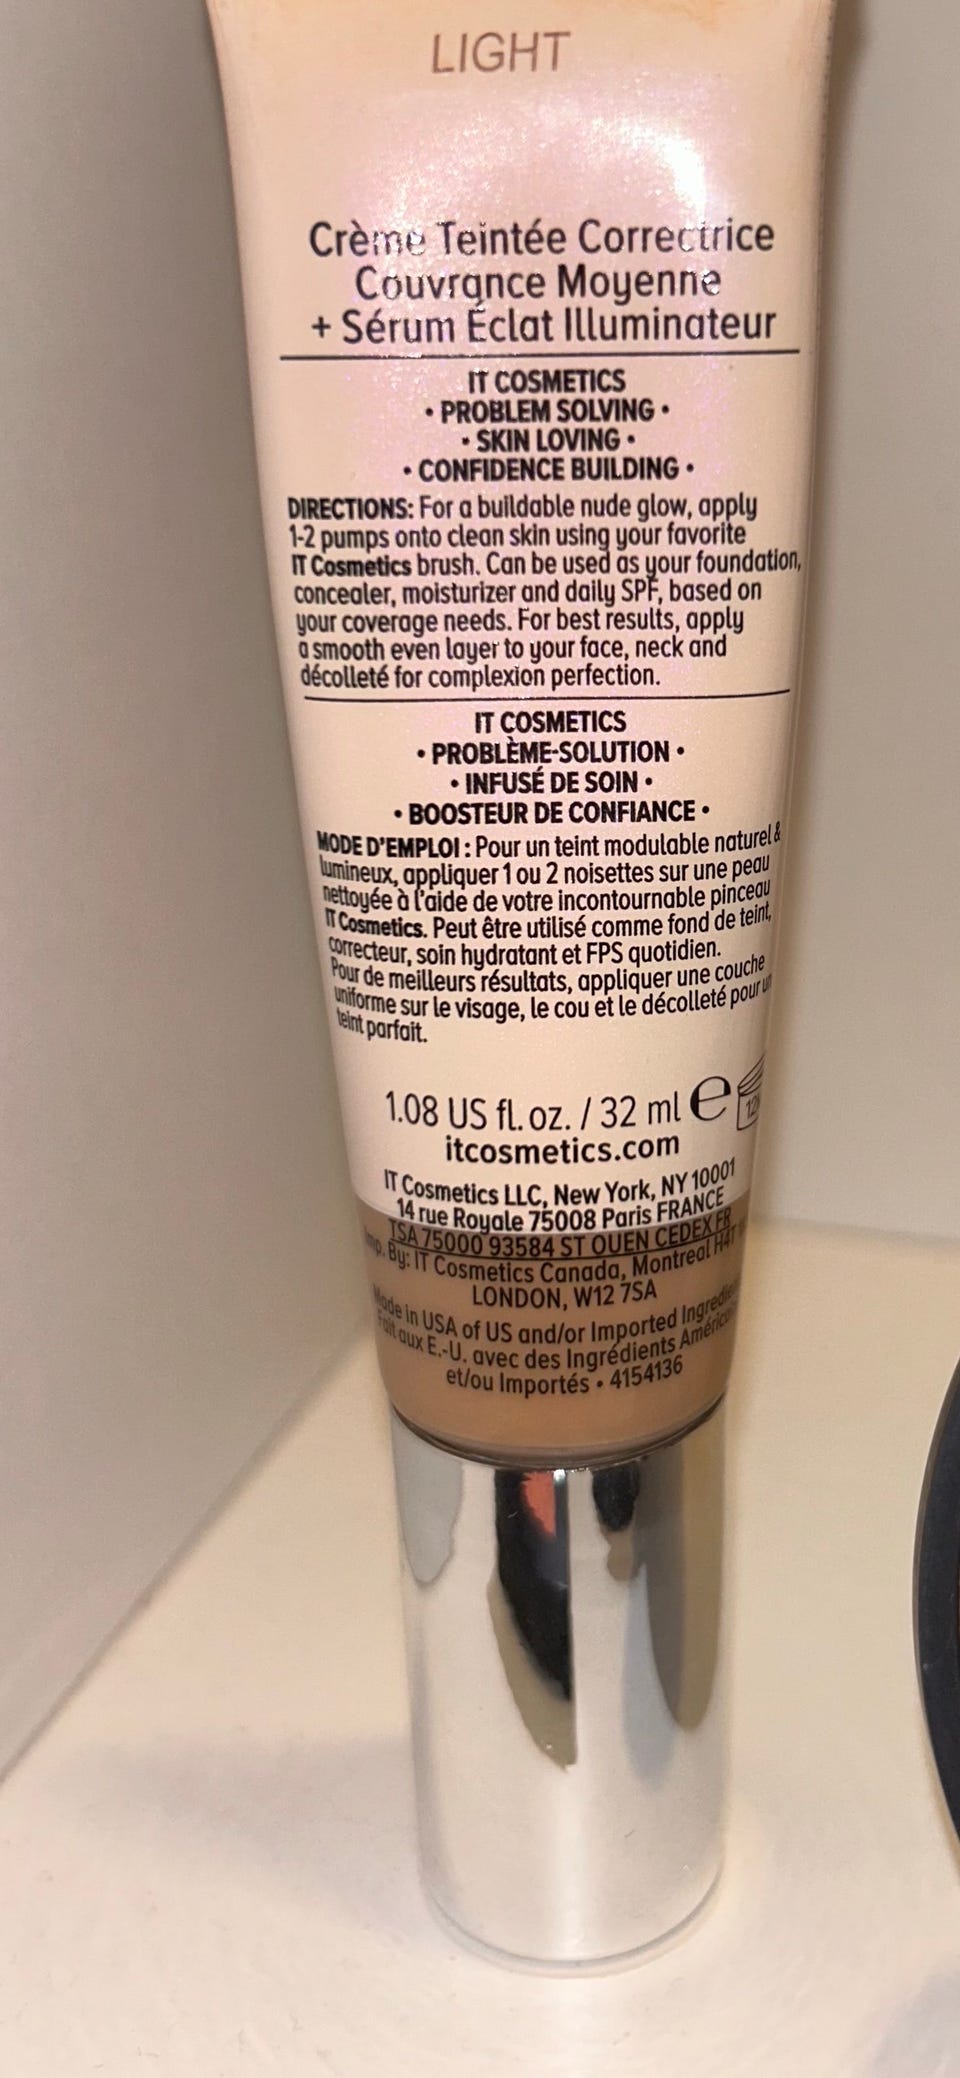 LIGHT
Crème Teintée Correctrice
Couvrance Moyenne
+ Sérum Éclat Illuminateur
IT COSMETICS
• PROBLEM SOLVING •
• SKIN LOVING •
• CONFIDENCE BUILDING •
DIRECTIONS: For a buildable nude glow, apply
1-2 pumps onto clean skin using your favorite
IT Cosmetics brush. Can be used as your foundation,
concealer, moisturizer and daily SPF, based on
your coverage needs. For best results, apply
a smooth even layer to your face, neck and
décolleté for complexion perfection.
IT COSMETICS
• PROBLÈME-SOLUTION •
• INFUSÉ DE SOIN •
• BOOSTEUR DE CONFIANCE •
MODE D'EMPLOI : Pour un teint modulable naturel &
lumineux, appliquer 1 ou 2 noisettes sur une peau
nettoyée à l'aide de votre incontournable pinceau
IT Cosmetics. Peut être utilisé comme fond de teint,
correcteur, soin hydratant et FPS quotidien.
Pour de meilleurs résultats, appliquer une couche
uniforme sur le visage, le cou et le décolleté pour un
teint parfait.
1.08 US fl. oz. / 32 ml e
itcosmetics.com
IT Cosmetics LLC, New York, NY 10001
14 rue Royale 75008 Paris FRANCE
TSA 75000 93584 ST OUEN CEDEX FR
By: IT Cosmetics Canada, Montreal H4T
LONDON, W12 7SA
Made in USA of US and/or Imported
Fait aux E.-U. avec des Ingrédients
et/ou Importés • 4154136